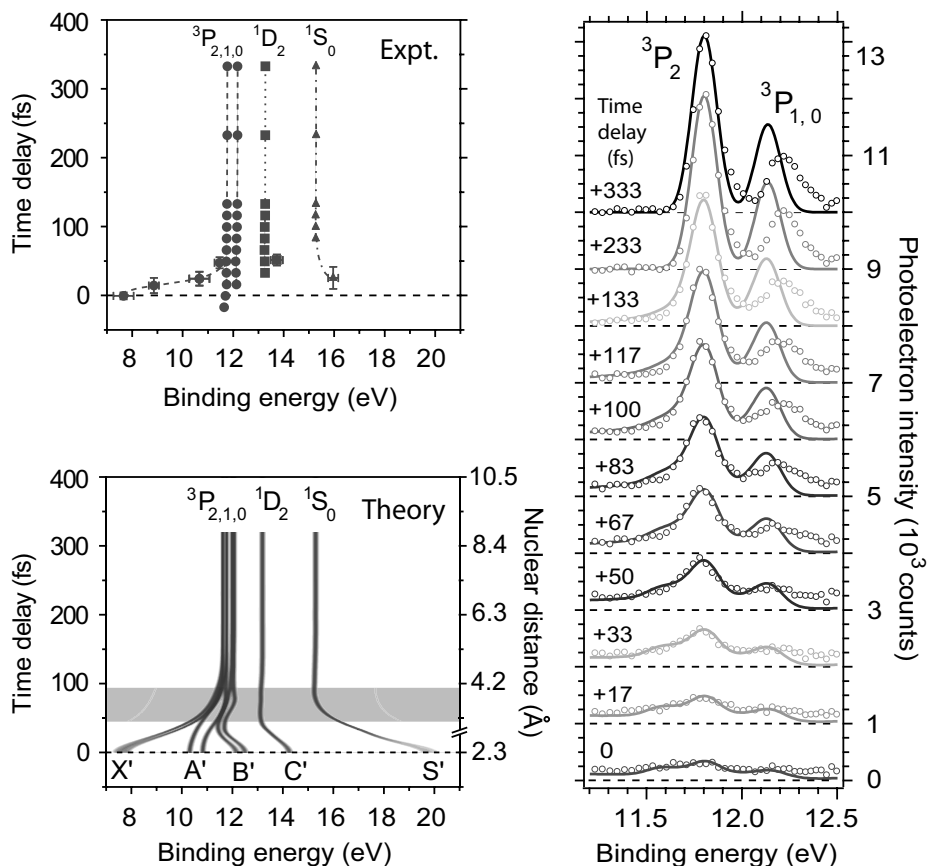 400
300
200
100
0
Time delay (fs)
³P₂,₁,₀ ¹D₂ ¹S₀
Expt.
8 10 12 14 16 18 20
Binding energy (eV)
400
300
200
100
0
Time delay (fs)
³P₂,₁,₀ ¹D₂ ¹S₀
Theory
X' A' B' C' S'
10.5
8.4
6.3
4.2
2.3
Nuclear distance (Å)
8 10 12 14 16 18 20
Binding energy (eV)
³P₂
³P₁, ₀
Time
delay
(fs)
+333
+233
+133
+117
+100
+83
+67
+50
+33
+17
0
13
11
9
7
5
3
1
0
Photoelectron intensity (10³ counts)
11.5 12.0 12.5
Binding energy (eV)